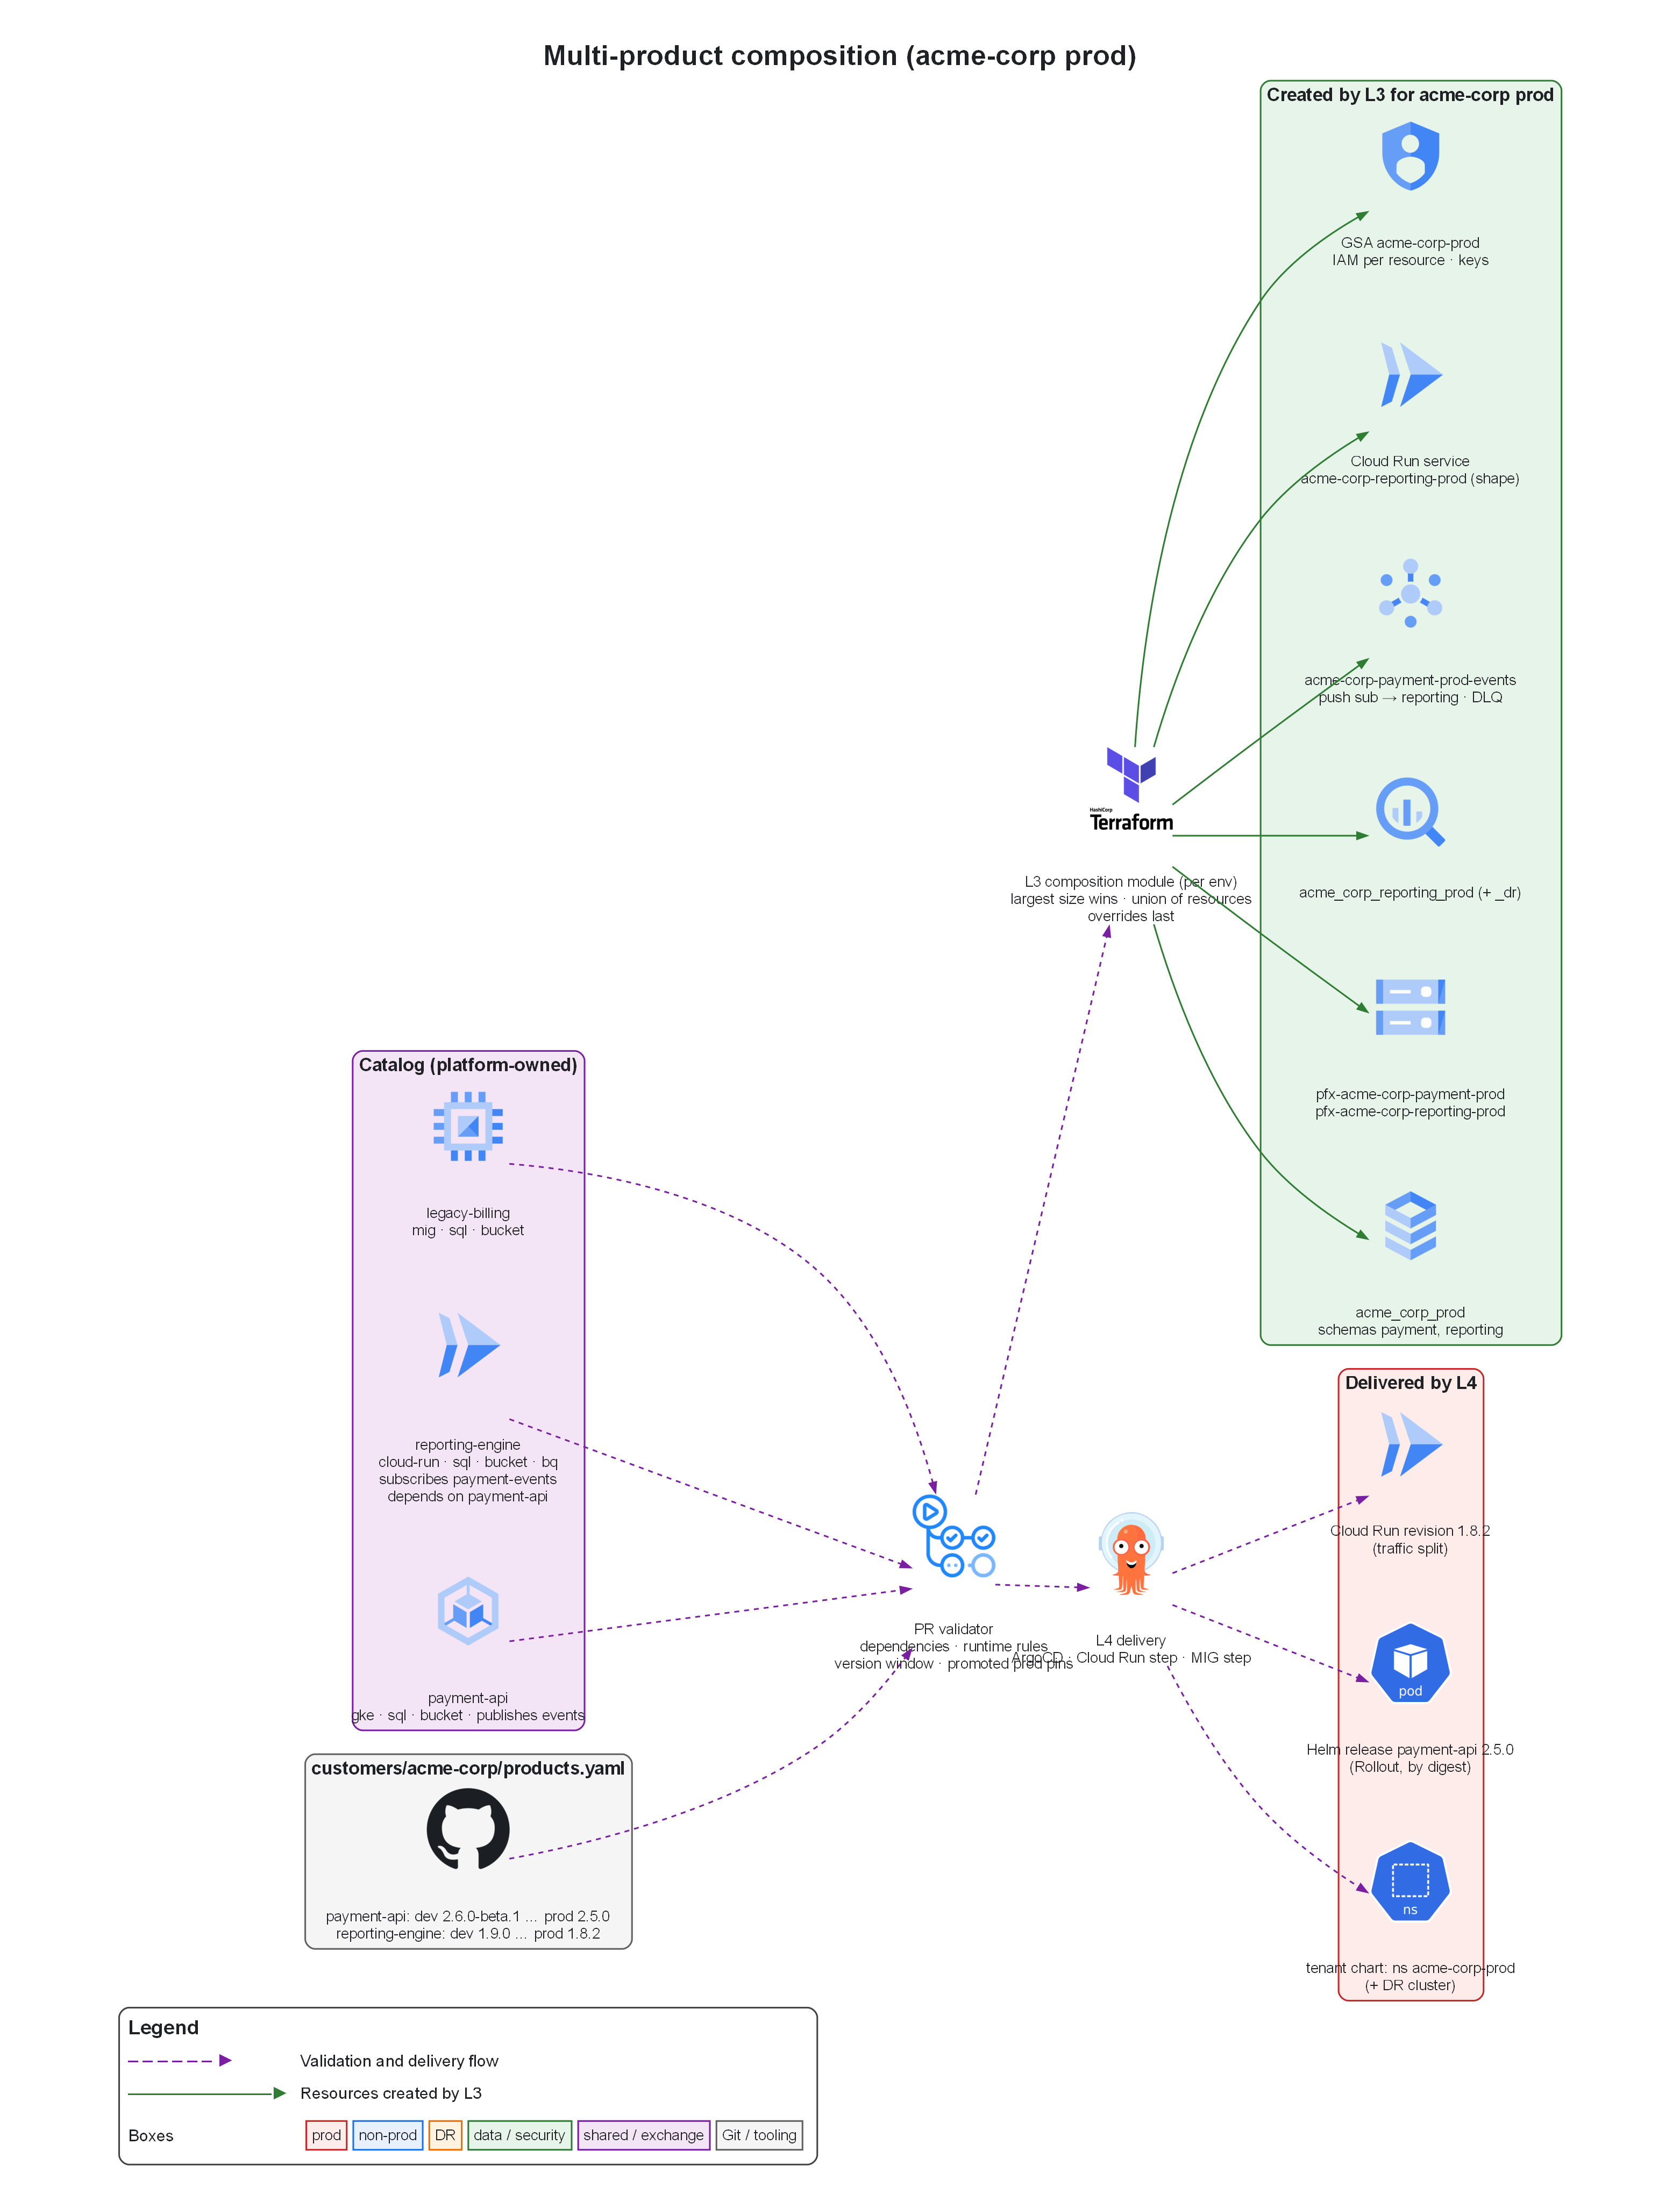 Multi-product composition (acme-corp prod)
Created by L3 for acme-corp prod
GSA acme-corp-prod
IAM per resource · keys
Cloud Run service
acme-corp-reporting-prod (shape)
acme-corp-payment-prod-events
push sub → reporting · DLQ
HashiCorp
Terraform
L3 composition module (per env)
largest size wins · union of resources
overrides last
acme_corp_reporting_prod (+ _dr)
pfx-acme-corp-payment-prod
pfx-acme-corp-reporting-prod
acme_corp_prod
schemas payment, reporting
Catalog (platform-owned)
legacy-billing
mig · sql · bucket
reporting-engine
cloud-run · sql · bucket · bq
subscribes payment-events
depends on payment-api
payment-api
gke · sql · bucket · publishes events
customers/acme-corp/products.yaml
payment-api: dev 2.6.0-beta.1 ... prod 2.5.0
reporting-engine: dev 1.9.0 ... prod 1.8.2
PR validator
dependencies · runtime rules
version window · promoted prod pins
L4 delivery
ArgoCD · Cloud Run step · MIG step
Delivered by L4
Cloud Run revision 1.8.2
(traffic split)
pod
Helm release payment-api 2.5.0
(Rollout, by digest)
ns
tenant chart: ns acme-corp-prod
(+ DR cluster)
Legend
Validation and delivery flow
Resources created by L3
Boxes
prod
non-prod
DR
data / security
shared / exchange
Git / tooling